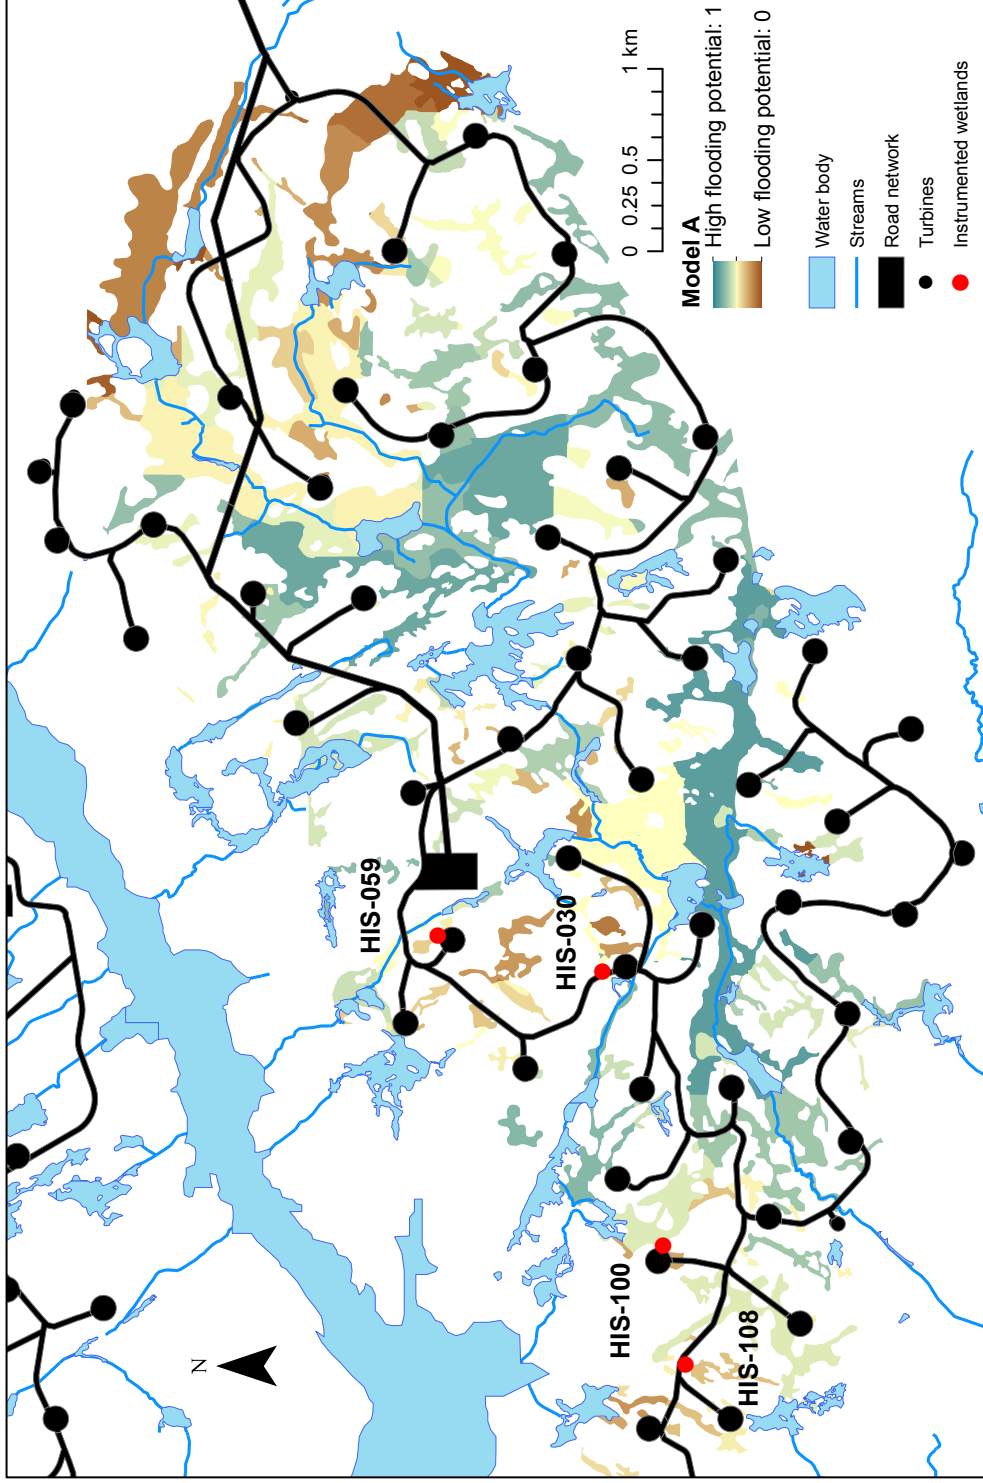 HIS-059
HIS-030
HIS-100
HIS-108
N
0 0.25 0.5 1 km
Model A
High flooding potential: 1
Low flooding potential: 0
Water body
Streams
Road network
Turbines
Instrumented wetlands